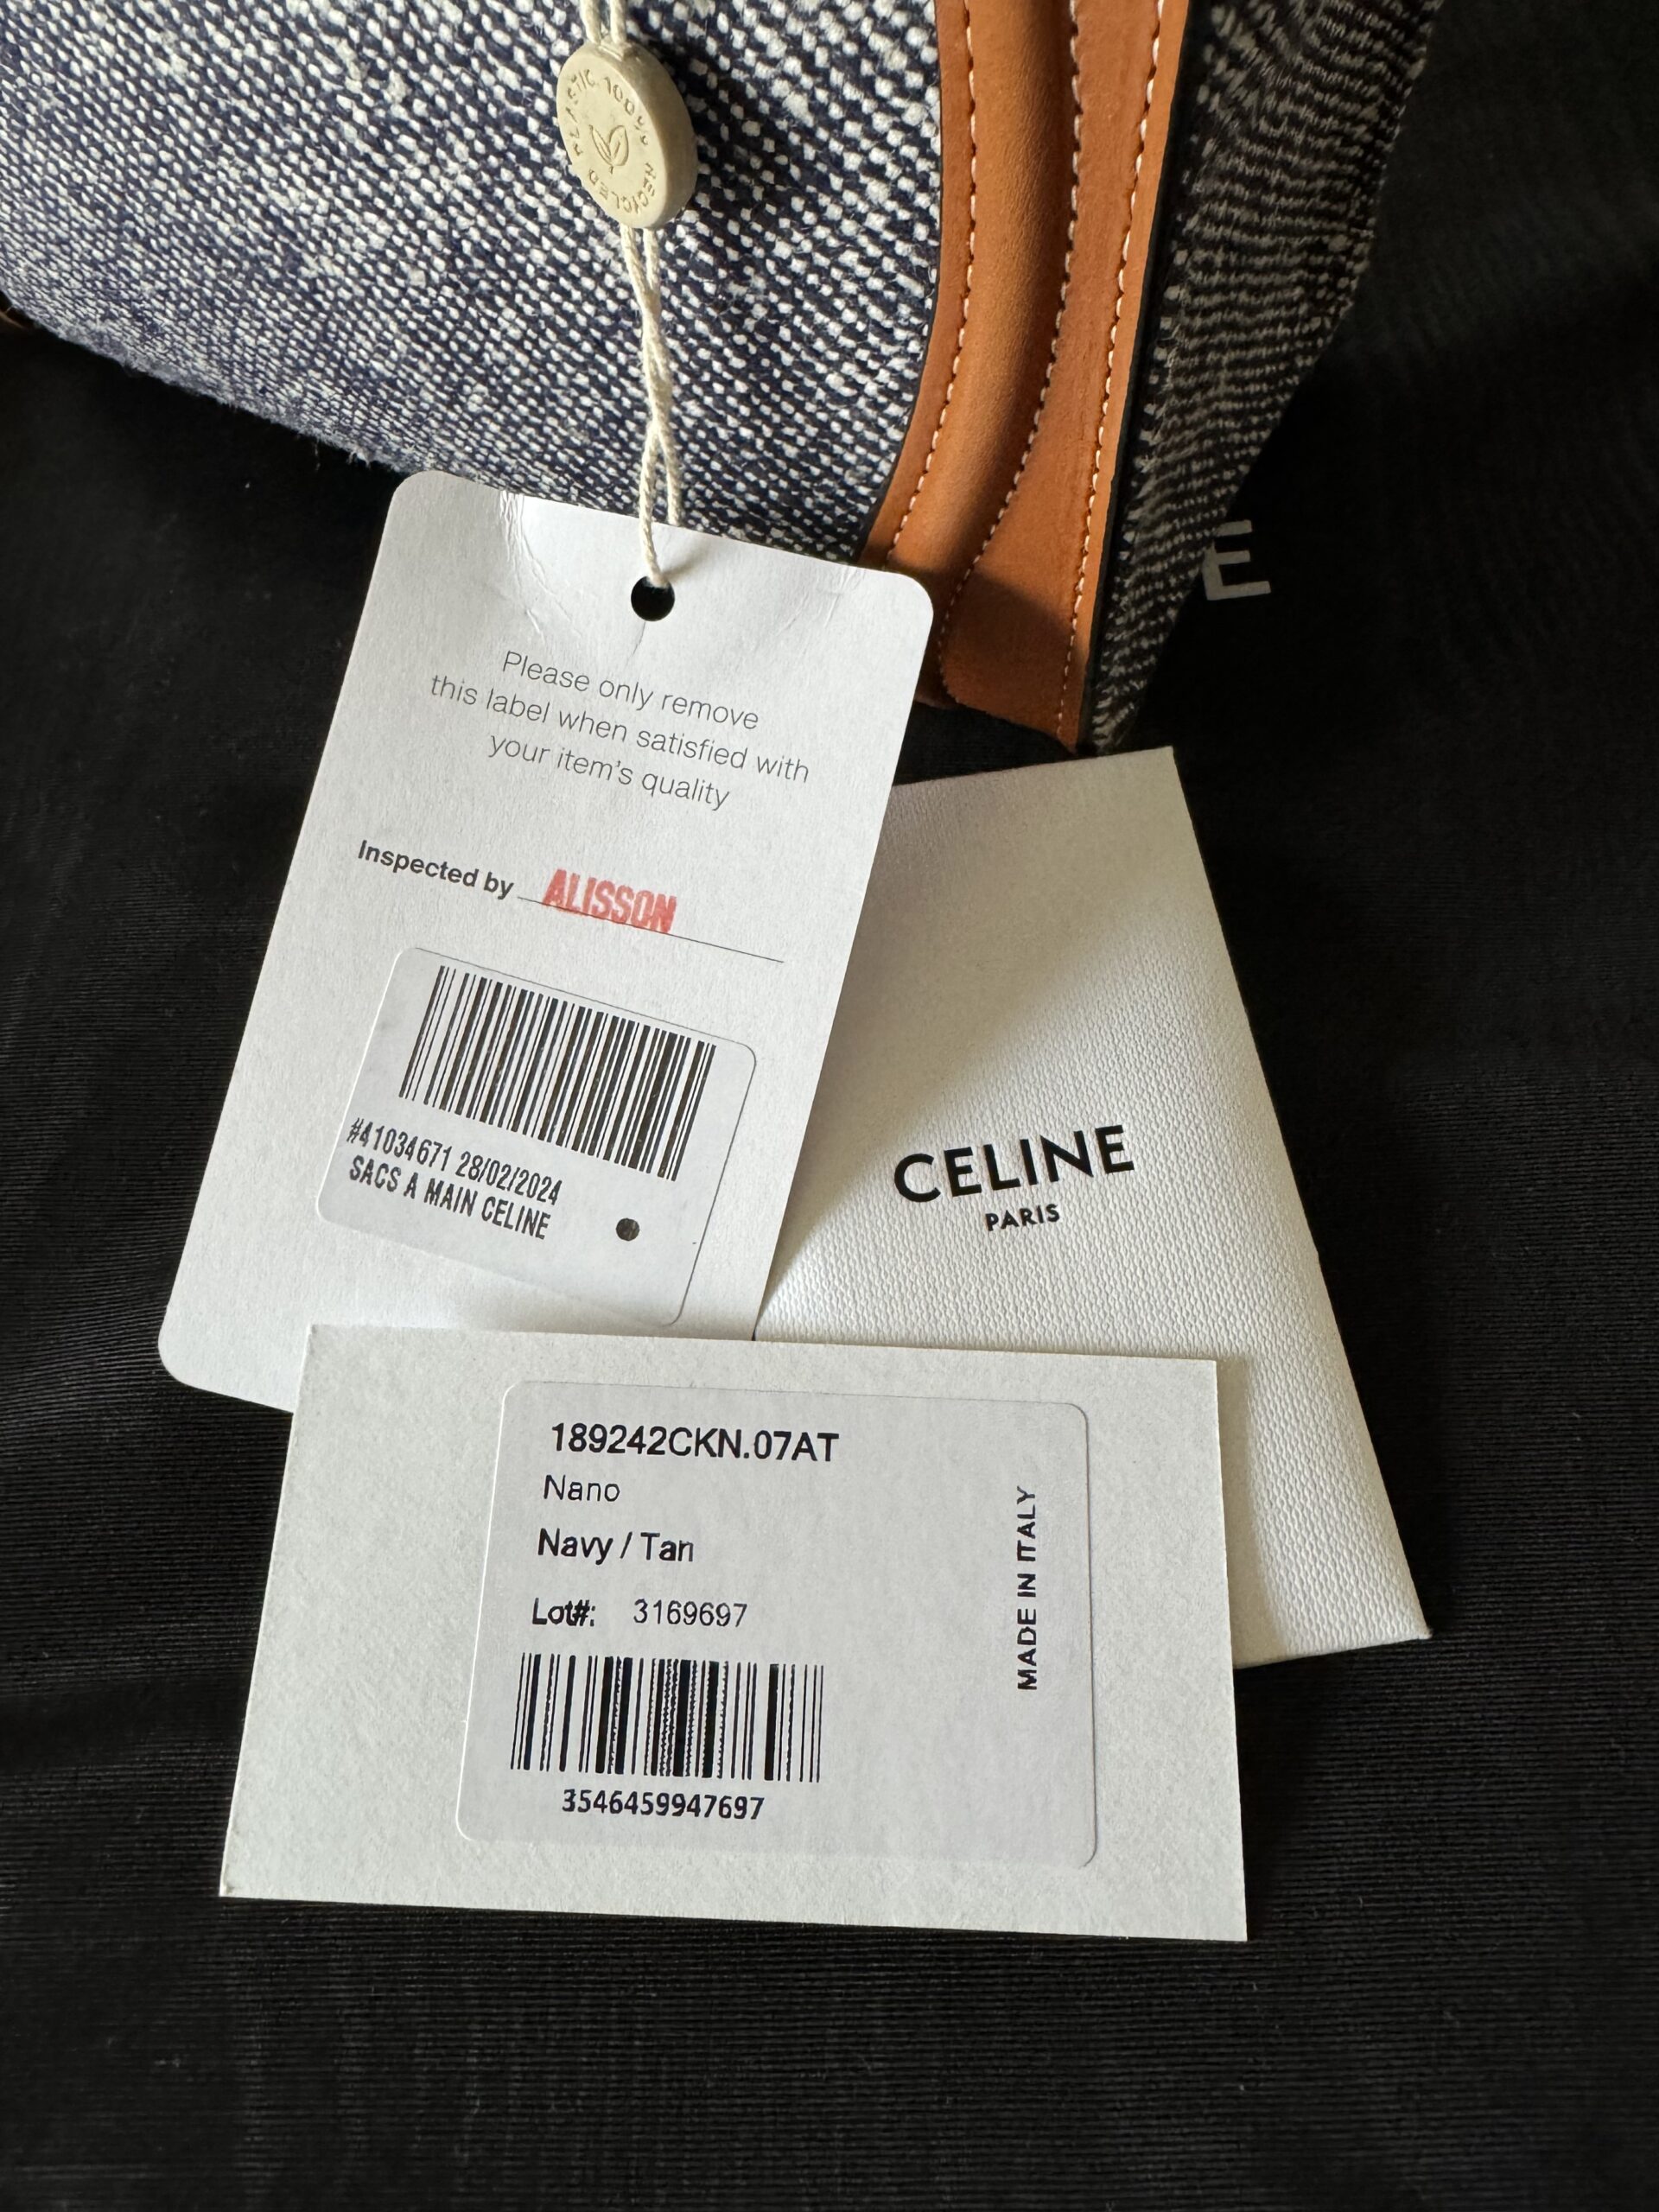 PLASTIC 100% RECYCLED
E
Please only remove
this label when satisfied with
your item's quality
Inspected by ALISSON
#41034671 28/02/2024
SACS A MAIN CELINE
CELINE
PARIS
189242CKN.07AT
Nano
Navy / Tan
Lot#: 3169697
3546459947697
MADE IN ITALY